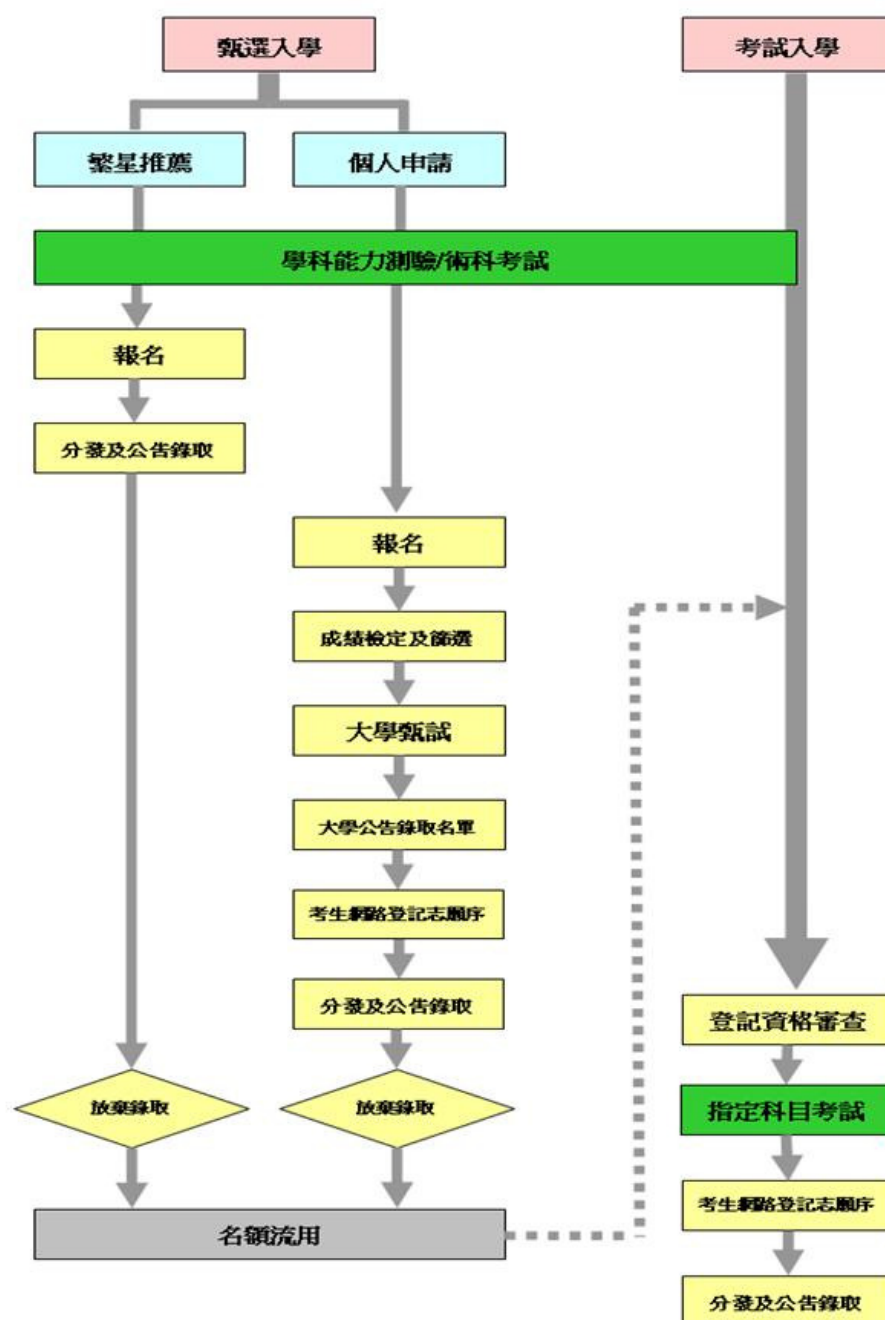 甄選入學
考試入學
繁星推薦
個人申請
學科能力測驗/術科考試
報名
分發及公告錄取
報名
成績檢定及篩選
大學甄試
大學公告錄取名單
考生網路登記志願序
分發及公告錄取
放棄錄取
放棄錄取
名額流用
登記資格審查
指定科目考試
考生網路登記志願序
分發及公告錄取